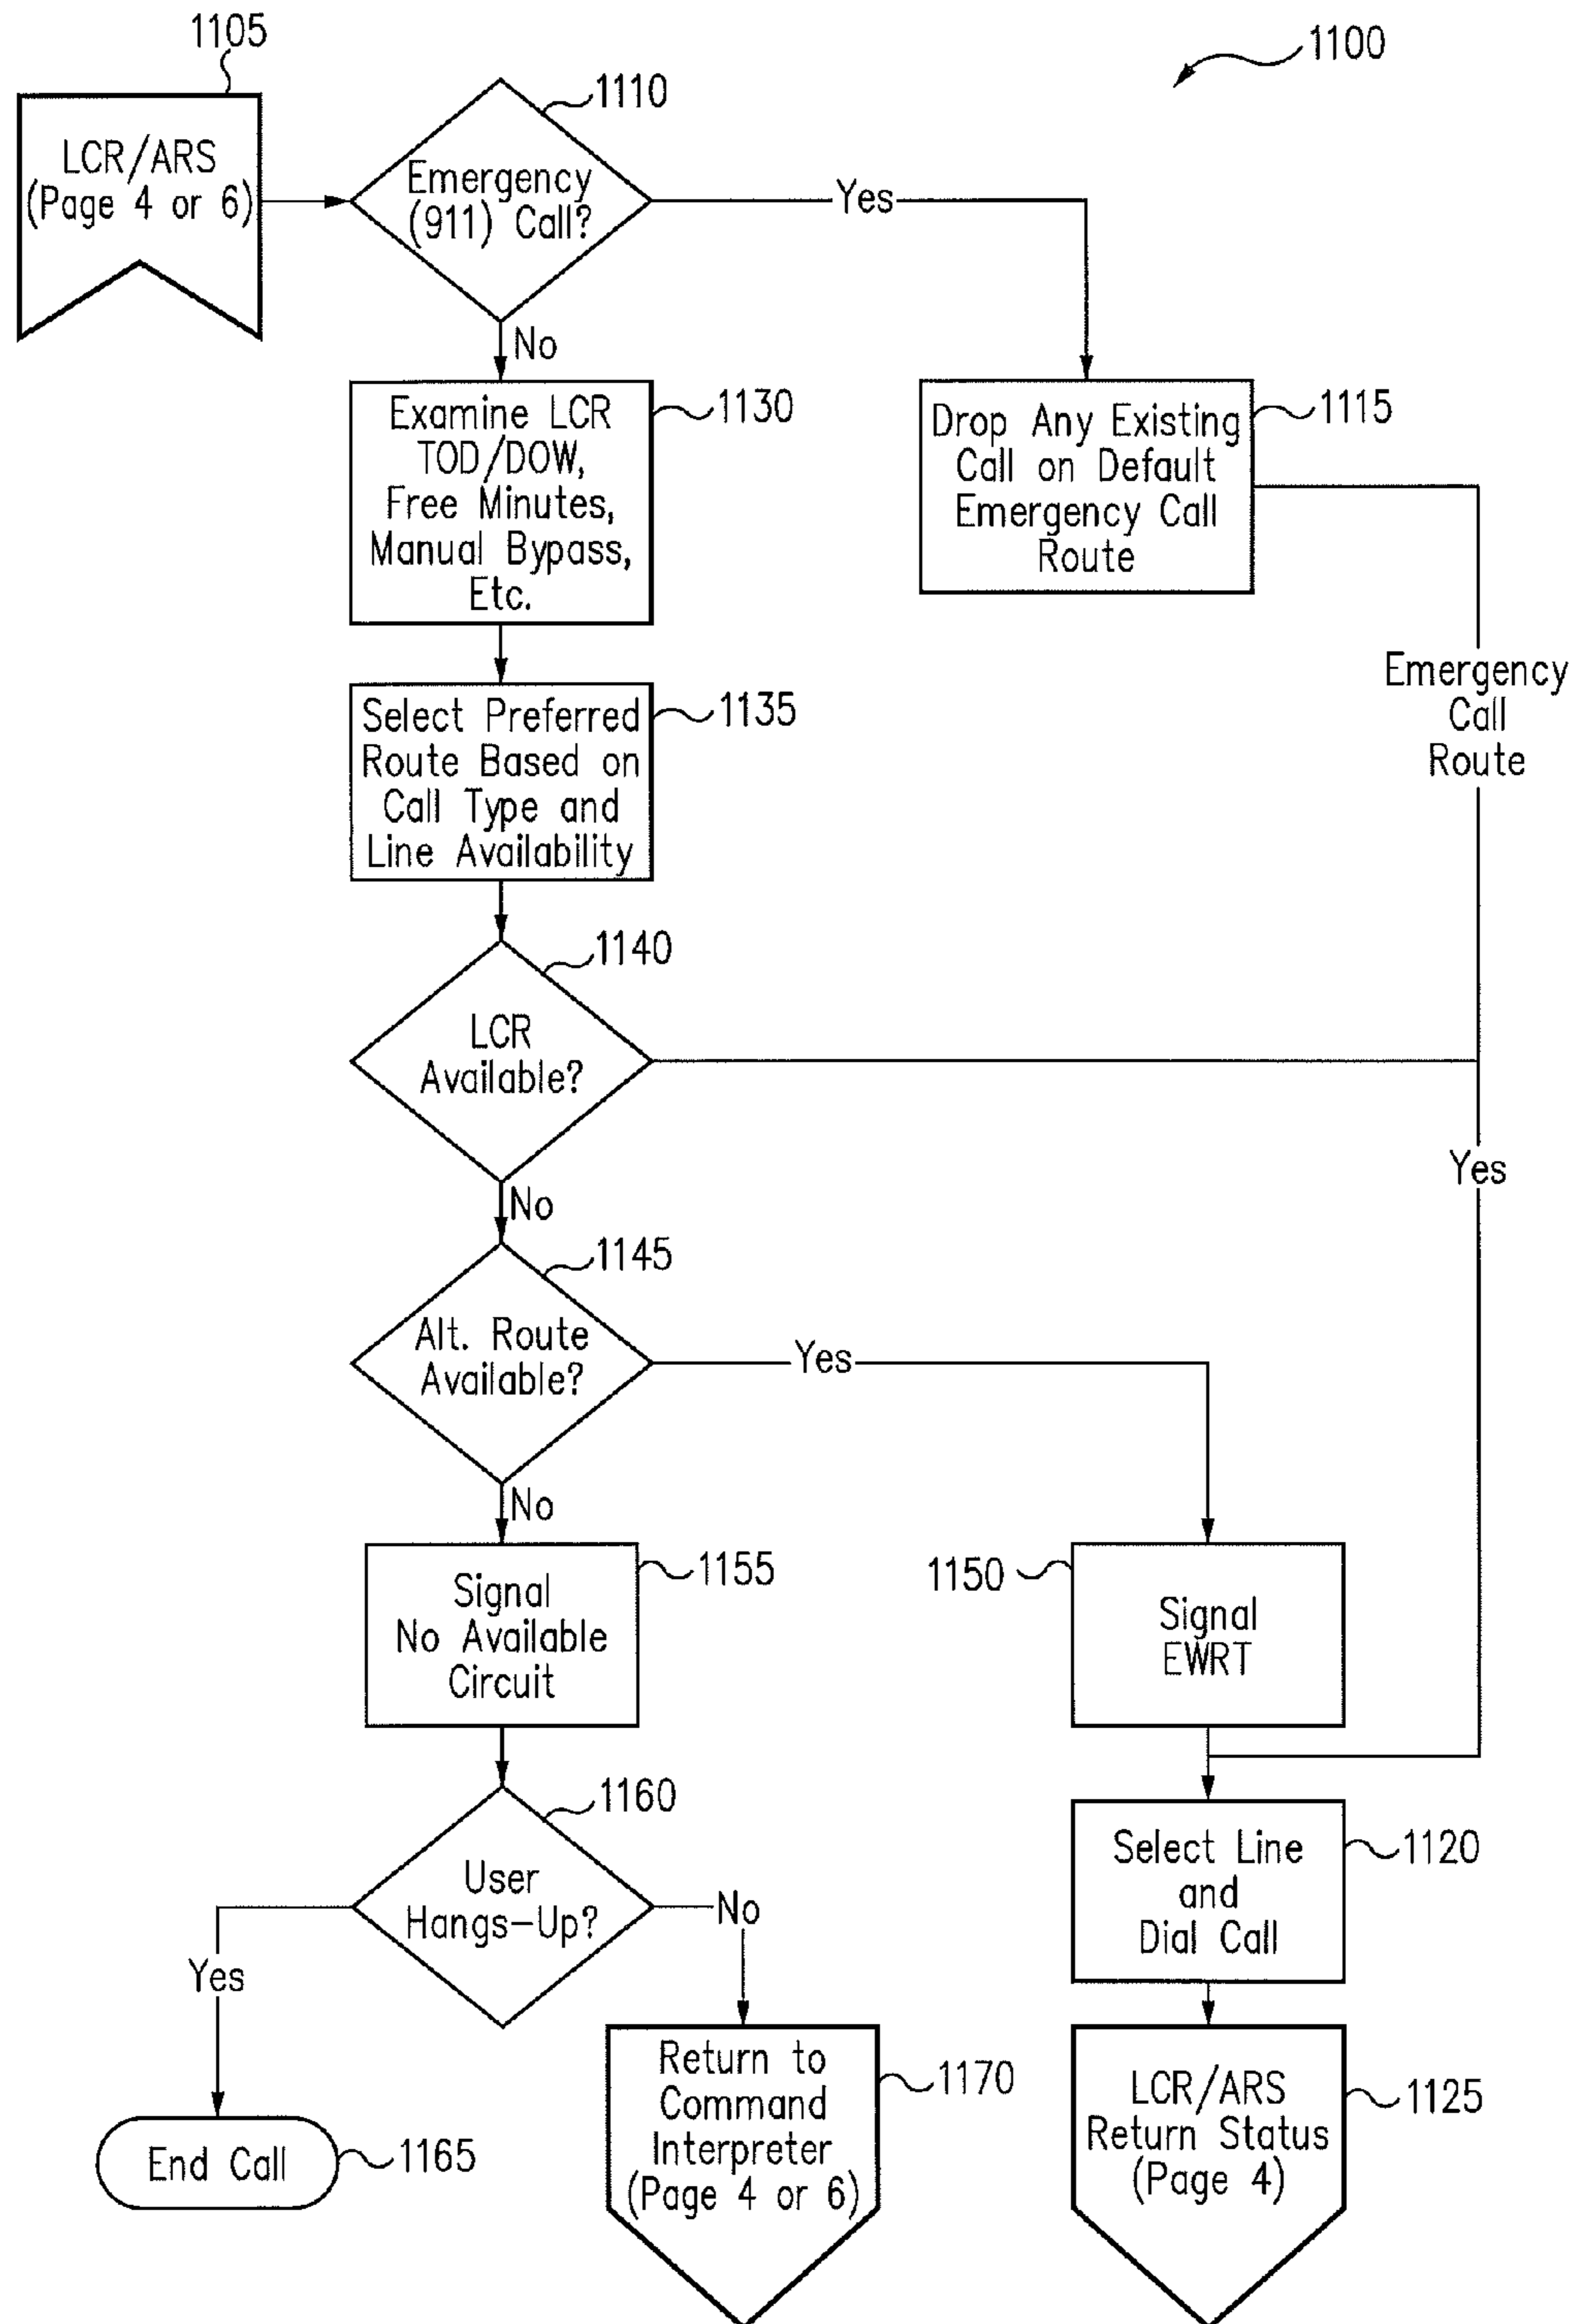 1105
1100
LCR/ARS
(Page 4 or 6)
1110
Emergency
(911) Call?
Yes
No
Examine LCR
TOD/DOW,
Free Minutes,
Manual Bypass,
Etc.
1130
Drop Any Existing
Call on Default
Emergency Call
Route
1115
Emergency
Call
Route
Select Preferred
Route Based on
Call Type and
Line Availability
1135
1140
LCR
Available?
Yes
No
1145
Alt. Route
Available?
Yes
No
Signal
No Available
Circuit
1155
1150
Signal
EWRT
1160
User
Hangs-Up?
No
Yes
Select Line
and
Dial Call
1120
End Call
1165
Return to
Command
Interpreter
(Page 4 or 6)
1170
LCR/ARS
Return Status
(Page 4)
1125